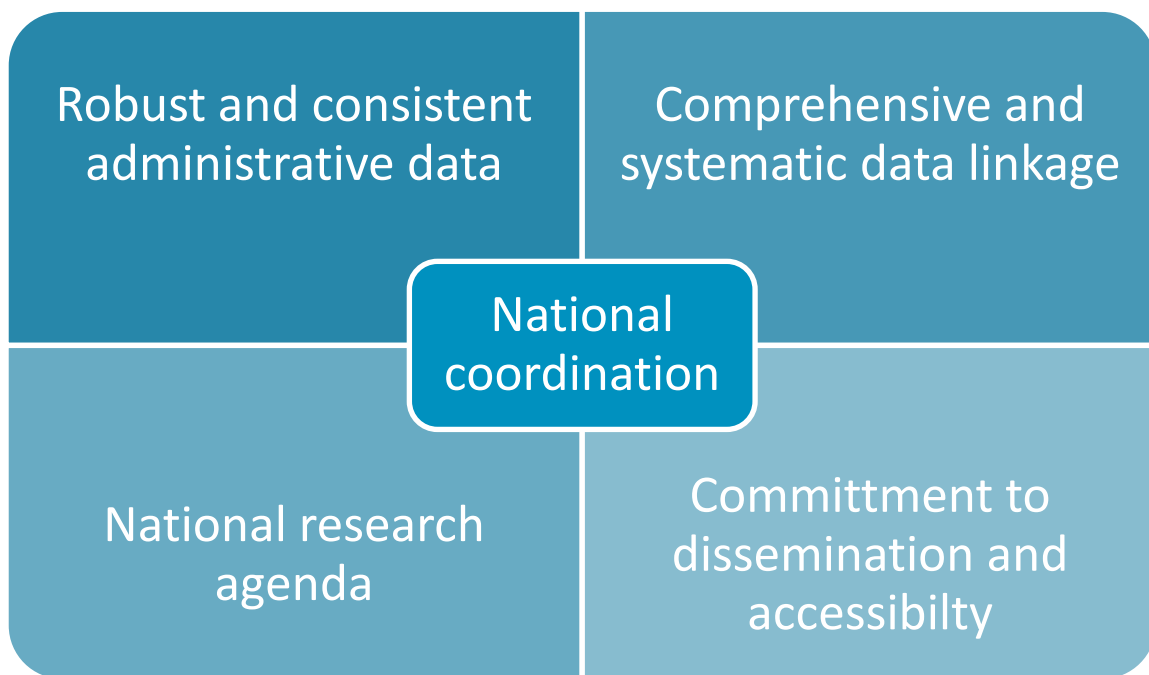 Robust and consistent
administrative data
Comprehensive and
systematic data linkage
National
coordination
National research
agenda
Committment to
dissemination and
accessibilty